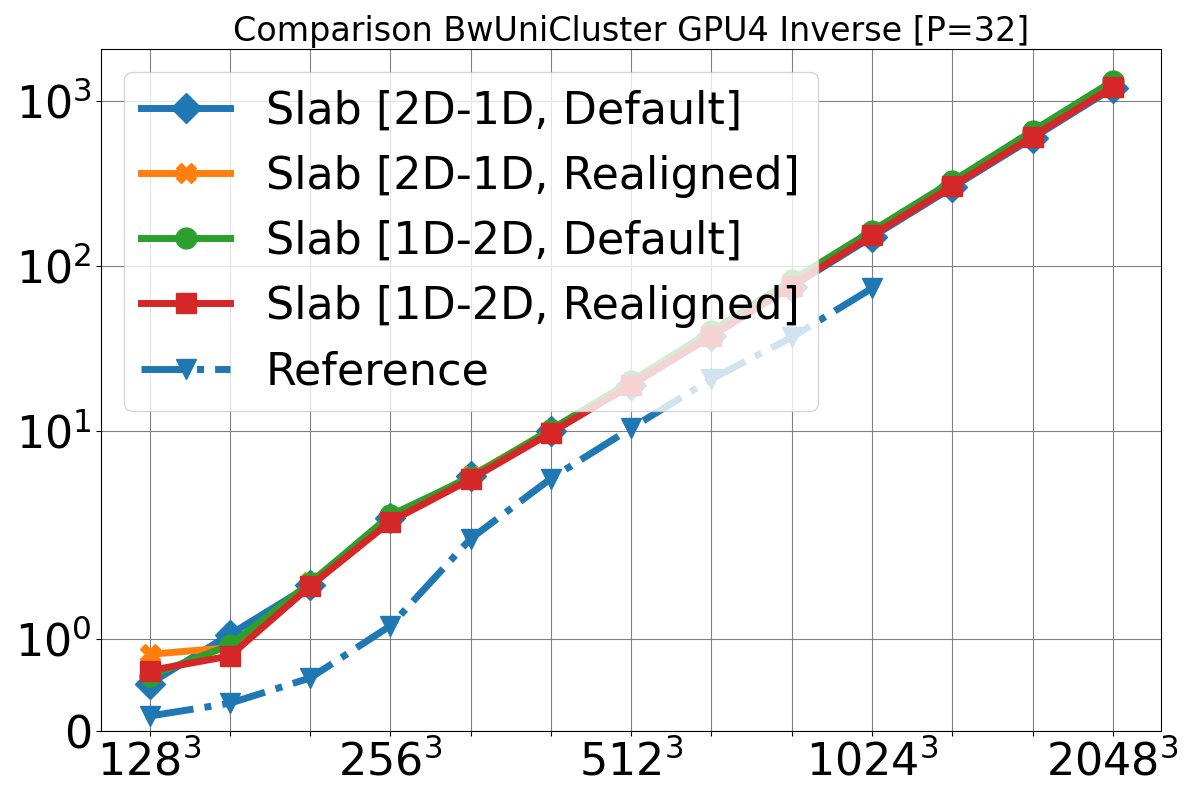 Comparison BwUniCluster GPU4 Inverse [P=32]
10³
10²
10¹
10⁰
0
Slab [2D-1D, Default]
Slab [2D-1D, Realigned]
Slab [1D-2D, Default]
Slab [1D-2D, Realigned]
Reference
128³ 256³ 512³ 1024³ 2048³